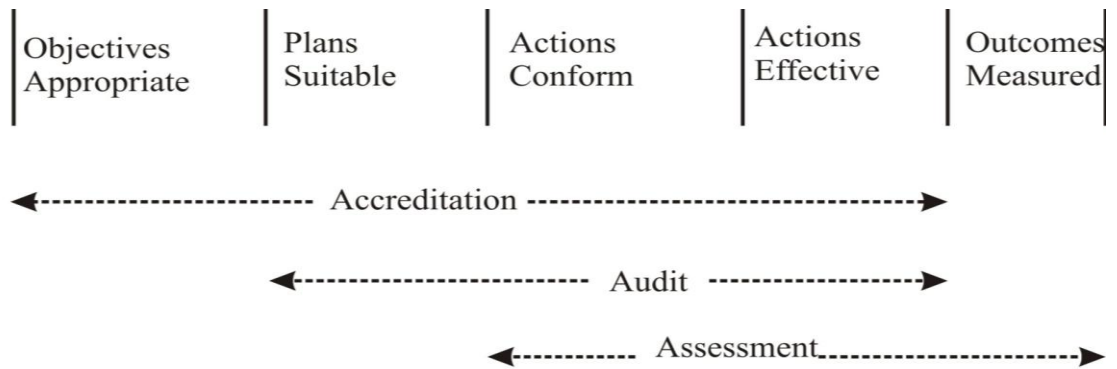 Objectives
Appropriate
Plans
Suitable
Actions
Conform
Actions
Effective
Outcomes
Measured
Accreditation
Audit
Assessment